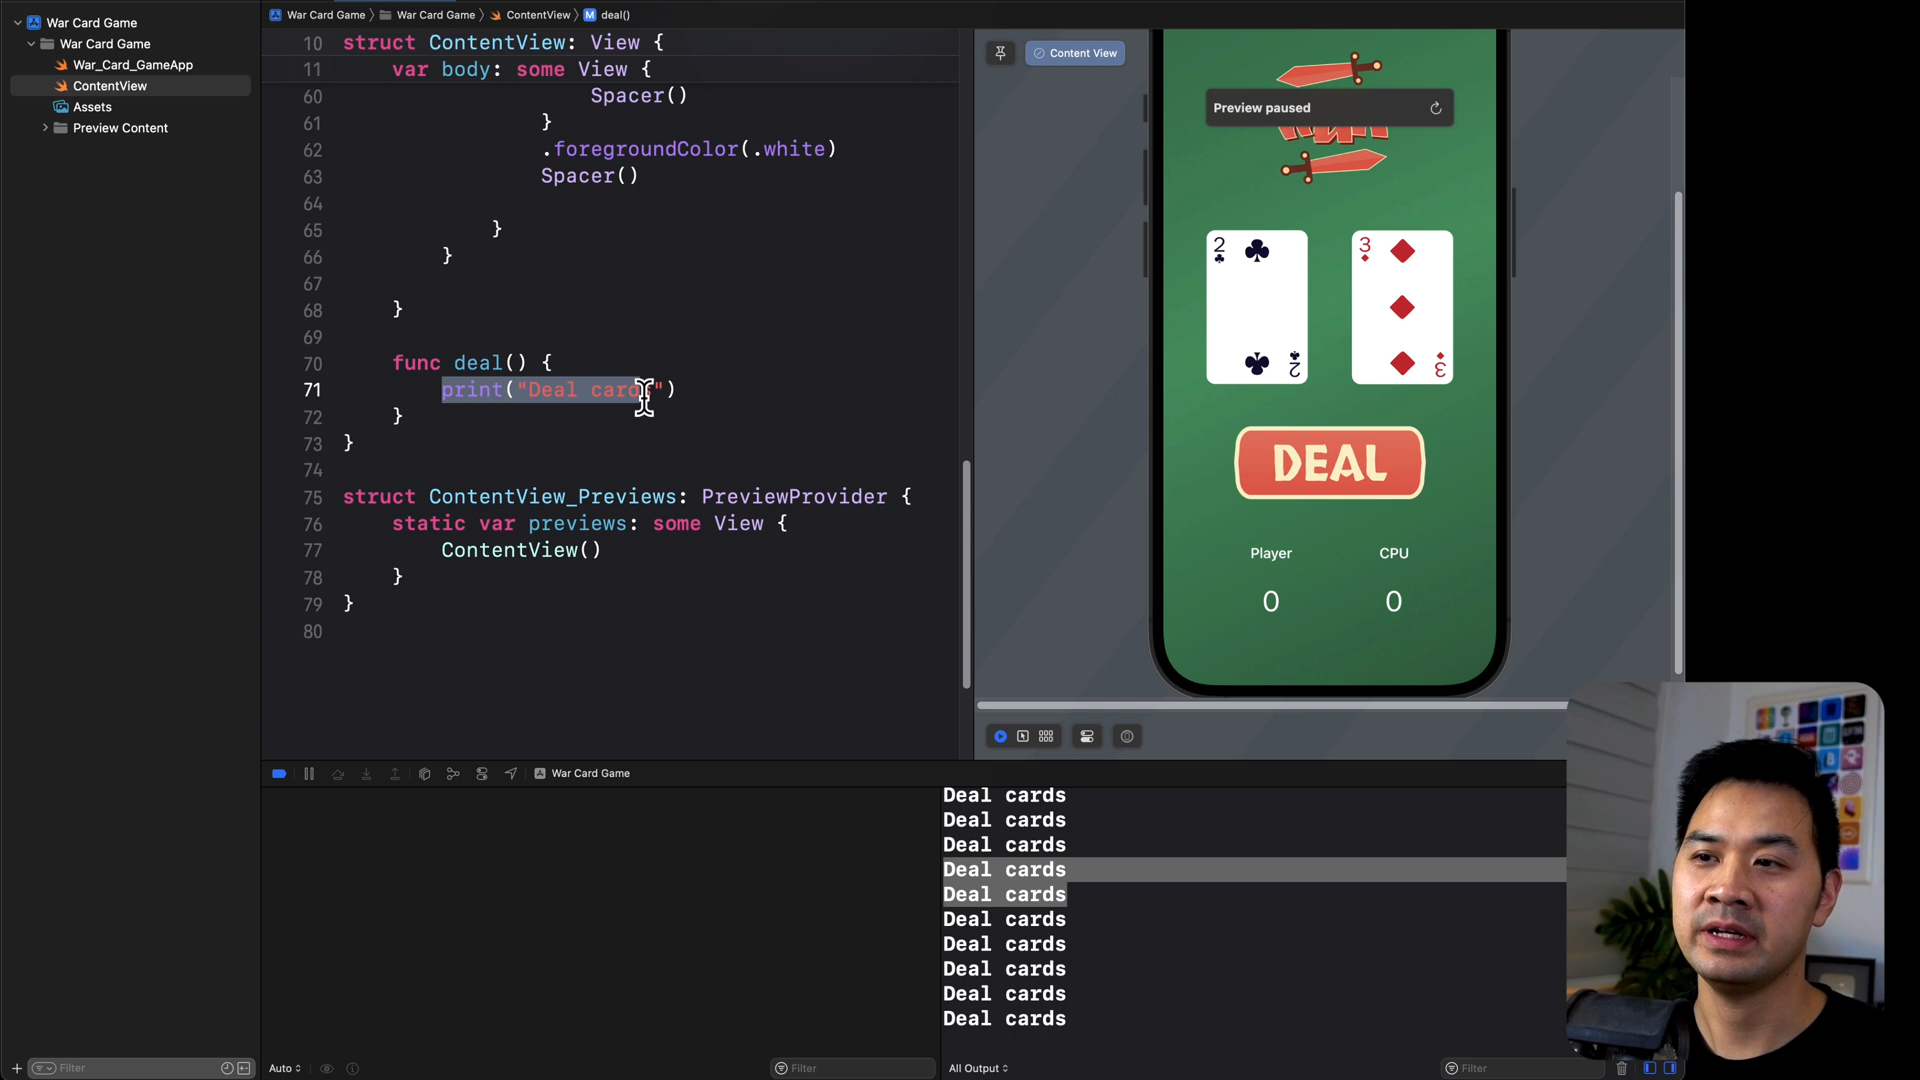 War Card Game
War Card Game
War_Card_GameApp
ContentView
Assets
Preview Content
Filter
War Card Game
War Card Game
ContentView
M
deal()
10 struct ContentView: View {
11 var body: some View {
60 Spacer()
61 }
62 .foregroundColor(.white)
63 Spacer()
64
65 }
66 }
67
68 }
69
70 func deal() {
71 print("Deal cards")
72 }
73 }
74
75 struct ContentView_Previews: PreviewProvider {
76 static var previews: some View {
77 ContentView()
78 }
79 }
80
Content View
Preview paused
2
2
3
3
DEAL
Player CPU
0 0
War Card Game
Deal cards
Deal cards
Deal cards
Deal cards
Deal cards
Deal cards
Deal cards
Deal cards
Deal cards
Deal cards
Auto
Filter
All Output
Filter